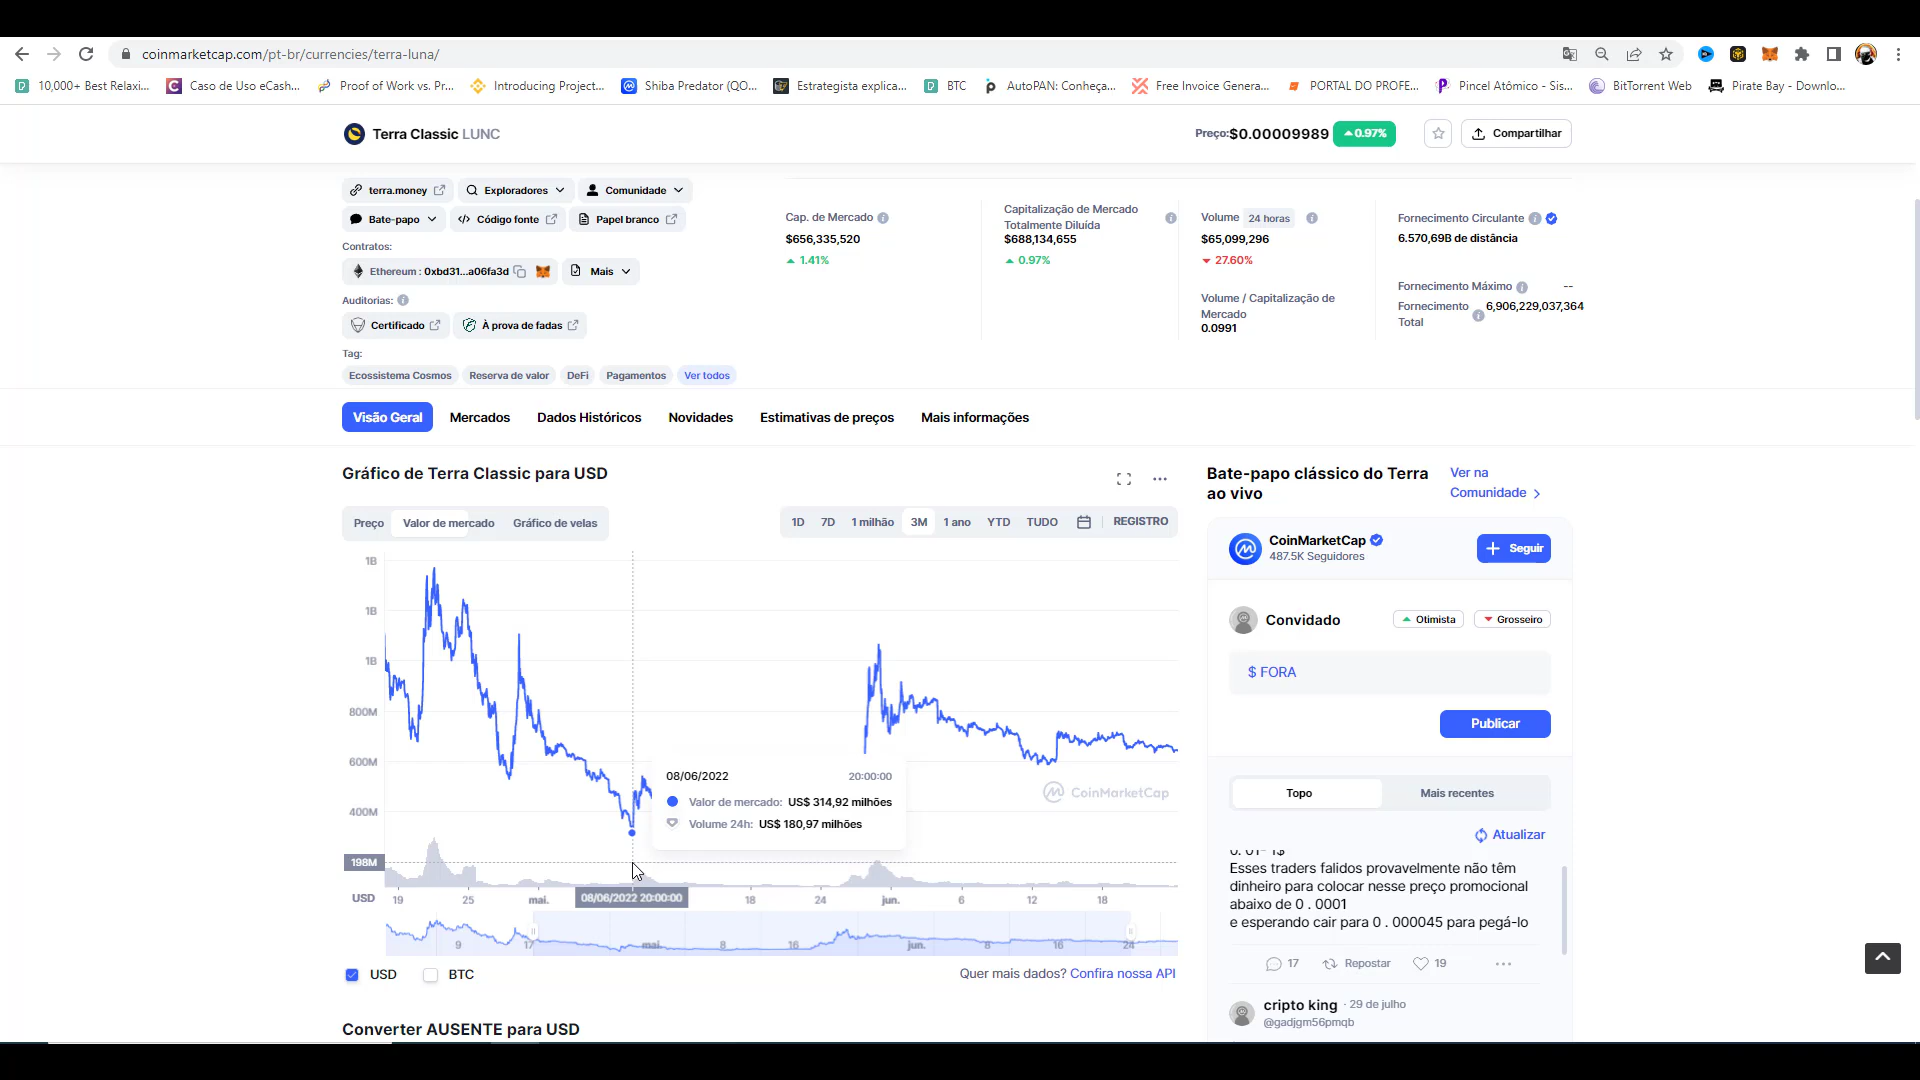 coinmarketcap.com/pt-br/currencies/terra-luna/
10,000+ Best Relaxi...
Caso de Uso eCash...
Proof of Work vs. Pr...
Introducing Project...
Shiba Predator (QO...
Estrategista explica...
BTC
AutoPAN: Conheça...
Free Invoice Genera...
PORTAL DO PROFE...
Pincel Atômico - Sis...
BitTorrent Web
Pirate Bay - Downlo...
Terra Classic LUNC
Preço:$0.00009989
0.97%
Compartilhar
terra.money
Exploradores
Comunidade
Bate-papo
Código fonte
Papel branco
Contratos:
Ethereum : 0xbd31...a06fa3d
Mais
Auditorias:
Certificado
À prova de fadas
Tag:
Ecossistema Cosmos
Reserva de valor
DeFi
Pagamentos
Ver todos
Cap. de Mercado
$656,335,520
1.41%
Capitalização de Mercado
Totalmente Diluída
$688,134,655
0.97%
Volume 24 horas
$65,099,296
27.60%
Volume / Capitalização de
Mercado
0.0991
Fornecimento Circulante
6.570,69B de distância
Fornecimento Máximo --
Fornecimento
Total
6,906,229,037,364
Visão Geral
Mercados
Dados Históricos
Novidades
Estimativas de preços
Mais informações
Gráfico de Terra Classic para USD
Preço
Valor de mercado
Gráfico de velas
1D
7D
1 milhão
3M
1 ano
YTD
TUDO
REGISTRO
1B
1B
1B
800M
600M
400M
198M
USD
08/06/2022 20:00:00
Valor de mercado: US$ 314,92 milhões
Volume 24h: US$ 180,97 milhões
CoinMarketCap
19
25
mai.
08/06/2022 20:00:00
18
24
jun.
6
12
18
9
17
mai.
8
16
jun.
8
16
24
USD
BTC
Quer mais dados? Confira nossa API
Converter AUSENTE para USD
Bate-papo clássico do Terra
ao vivo
Ver na
Comunidade
CoinMarketCap
487.5K Seguidores
Seguir
Convidado
Otimista
Grosseiro
$ FORA
Publicar
Topo
Mais recentes
Atualizar
0. 01- 1$
Esses traders falidos provavelmente não têm
dinheiro para colocar nesse preço promocional
abaixo de 0 . 0001
e esperando cair para 0 . 000045 para pegá-lo
17
Repostar
19
cripto king · 29 de julho
@gadjgm56pmqb